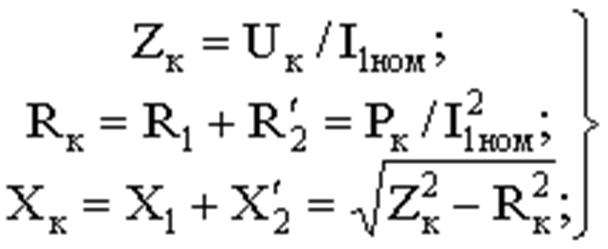 Zк = Uк / I1ном;
Rк = R1 + R′2 = Pк / I²1ном;
Xк = X1 + X′2 = √(Z²к − R²к);